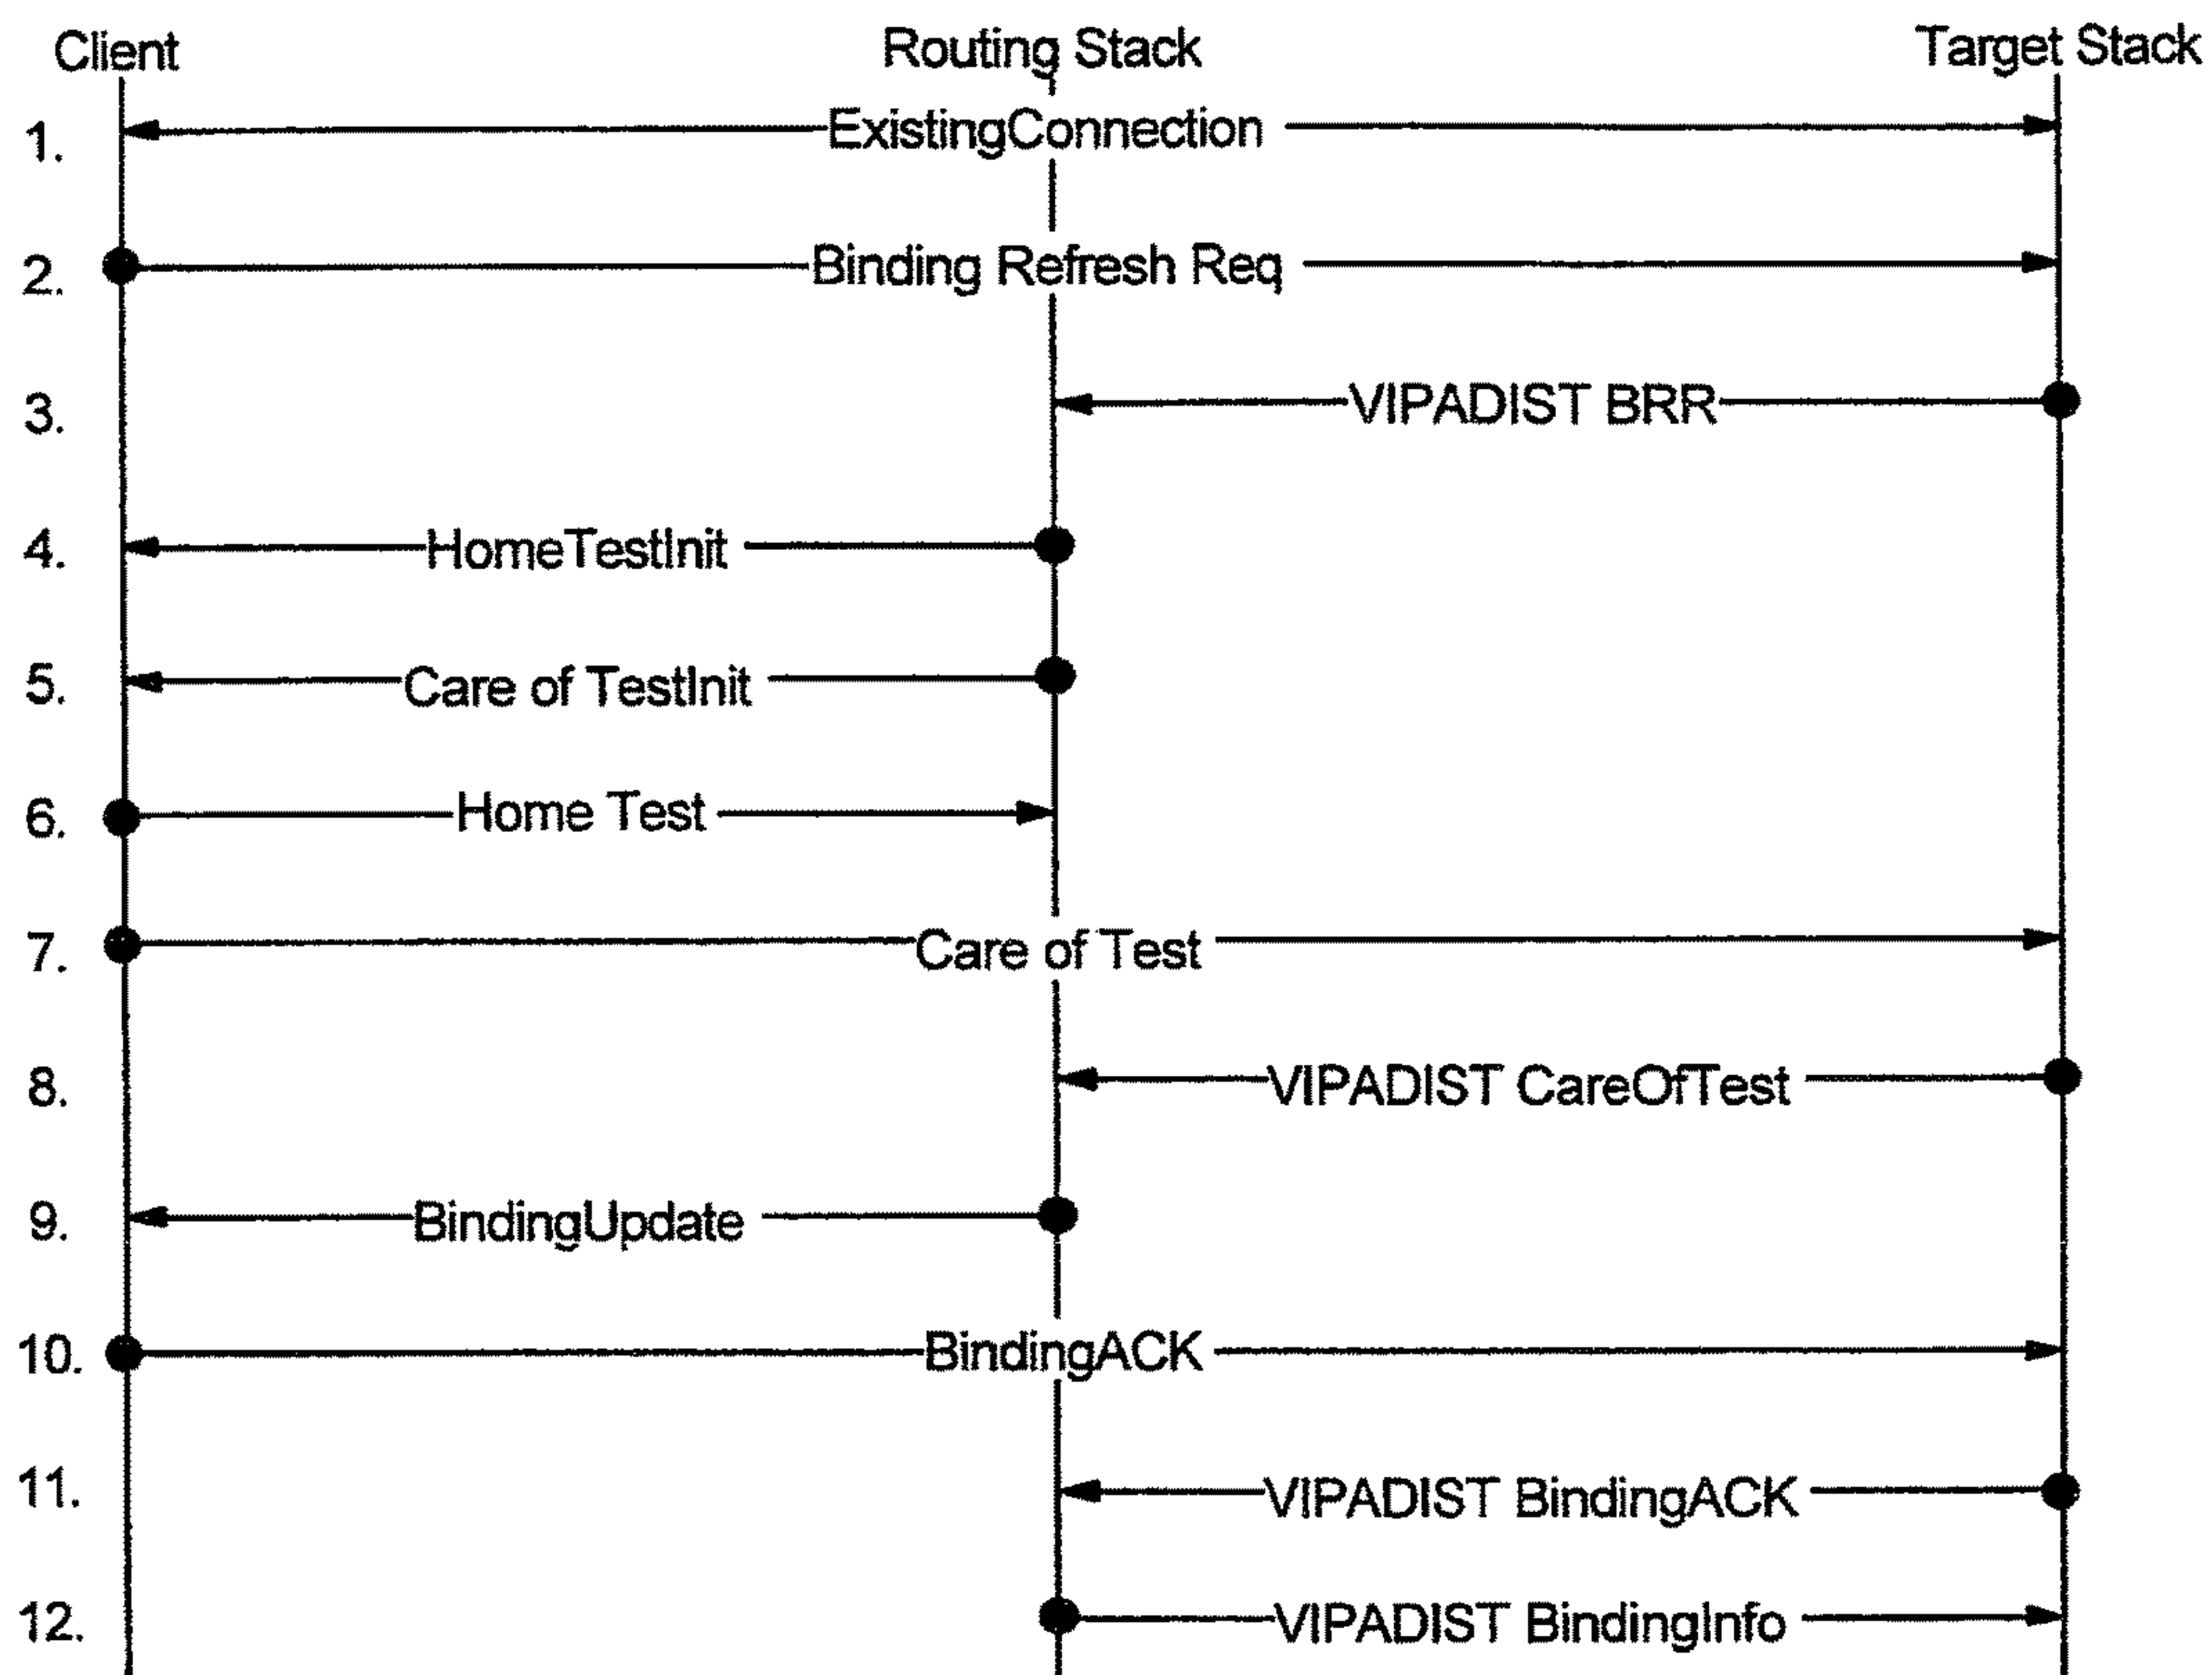 Client Routing Stack Target Stack
1. ExistingConnection
2. Binding Refresh Req
3. VIPADIST BRR
4. HomeTestInit
5. Care of TestInit
6. Home Test
7. Care of Test
8. VIPADIST CareOfTest
9. BindingUpdate
10. BindingACK
11. VIPADIST BindingACK
12. VIPADIST BindingInfo